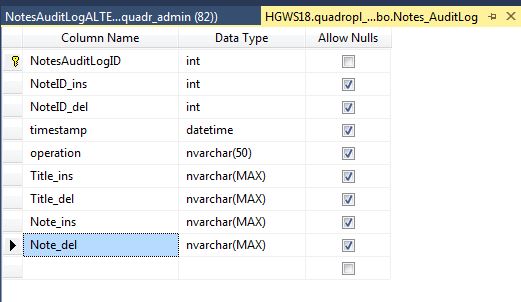 NotesAuditLogALTE...quadr_admin (82)) HGWS18.quadropl_...bo.Notes_AuditLog
Column Name Data Type Allow Nulls
NotesAuditLogID int
NoteID_ins int
NoteID_del int
timestamp datetime
operation nvarchar(50)
Title_ins nvarchar(MAX)
Title_del nvarchar(MAX)
Note_ins nvarchar(MAX)
Note_del nvarchar(MAX)